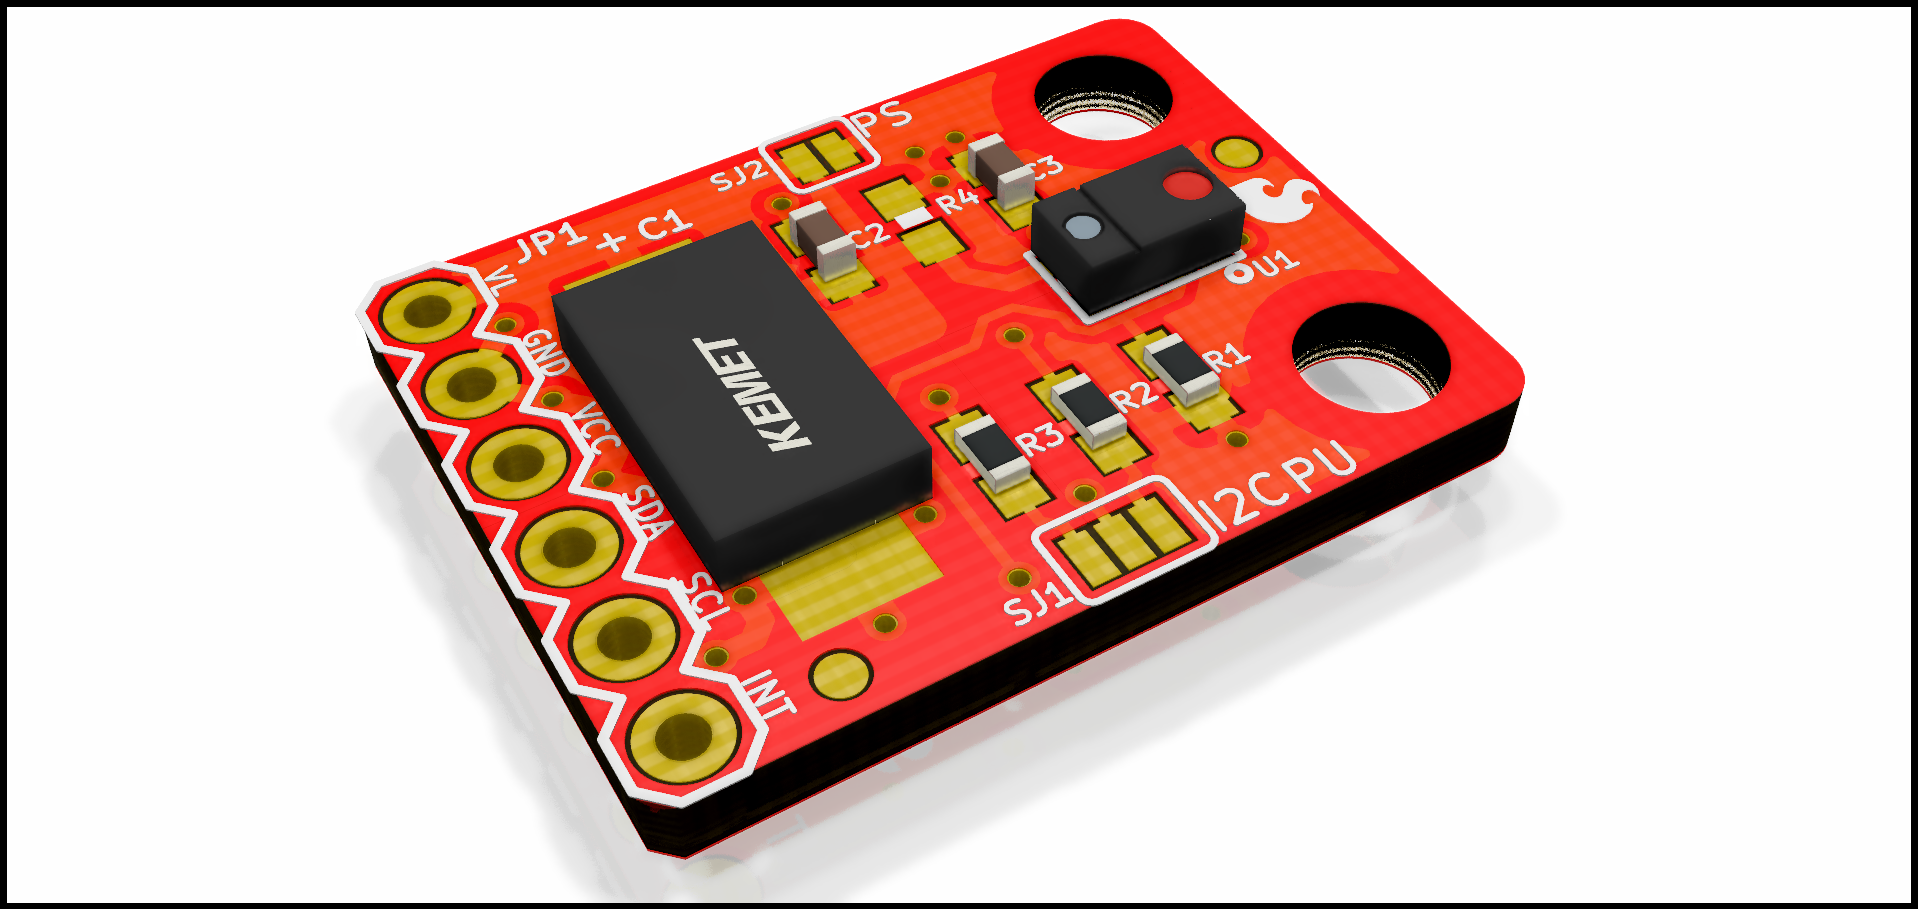 PS
SJ2
C3
R4
JP1
+ C1
C2
U1
VL
GND
VCC
SDA
SCL
INT
KEMET
R1
R2
R3
I2C PU
SJ1